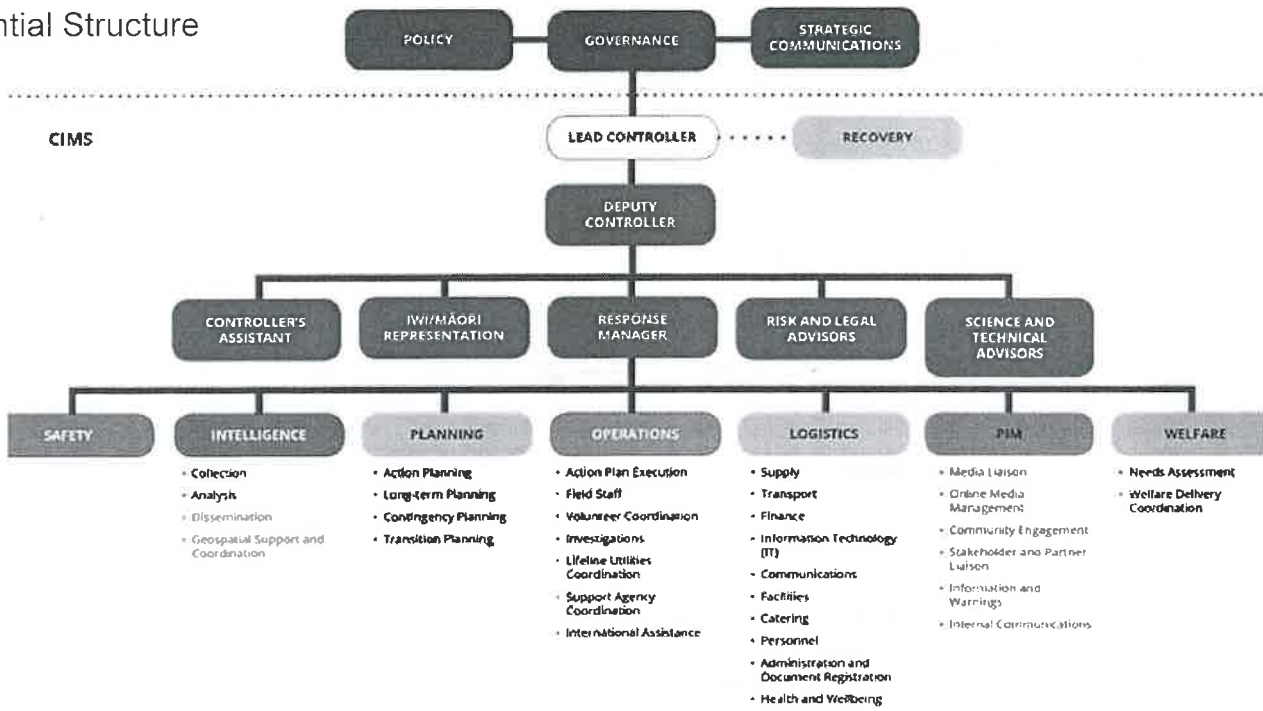 ntial Structure
POLICY
GOVERNANCE
STRATEGIC
COMMUNICATIONS
CIMS
LEAD CONTROLLER
RECOVERY
DEPUTY
CONTROLLER
CONTROLLER'S
ASSISTANT
IWI/MĀORI
REPRESENTATION
RESPONSE
MANAGER
RISK AND LEGAL
ADVISORS
SCIENCE AND
TECHNICAL
ADVISORS
SAFETY
INTELLIGENCE
• Collection
• Analysis
• Dissemination
• Geospatial Support and
Coordination
PLANNING
• Action Planning
• Long-term Planning
• Contingency Planning
• Transition Planning
OPERATIONS
• Action Plan Execution
• Field Staff
• Volunteer Coordination
• Investigations
• Lifeline Utilities
Coordination
• Support Agency
Coordination
• International Assistance
LOGISTICS
• Supply
• Transport
• Finance
• Information Technology
(IT)
• Communications
• Facilities
• Catering
• Personnel
• Administration and
Document Registration
• Health and Wellbeing
PIM
• Media Liaison
• Online Media
Management
• Community Engagement
• Stakeholder and Partner
Liaison
• Information and
Warnings
• Internal Communications
WELFARE
• Needs Assessment
• Welfare Delivery
Coordination